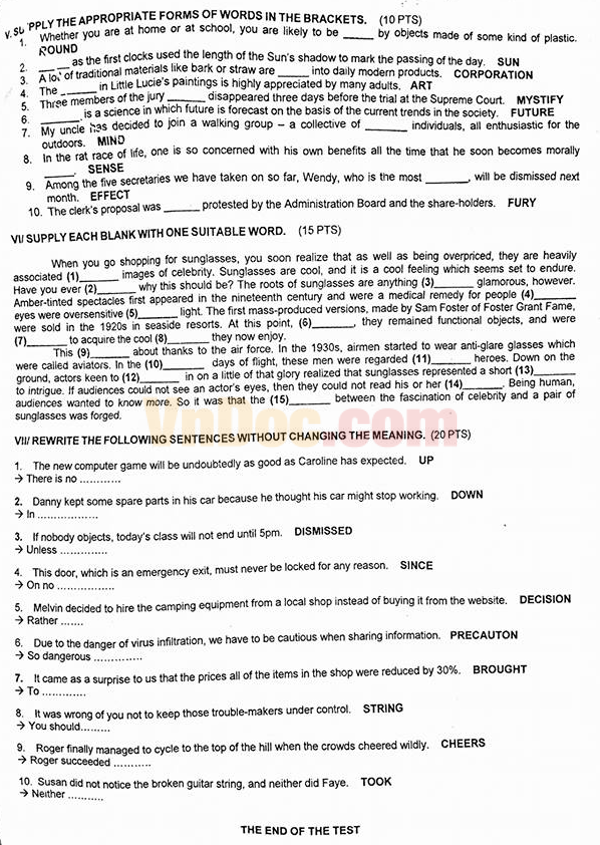 V. SUPPLY THE APPROPRIATE FORMS OF WORDS IN THE BRACKETS. (10 PTS)
1. Whether you are at home or at school, you are likely to be _____ by objects made of some kind of plastic.
ROUND
2. _____ as the first clocks used the length of the Sun's shadow to mark the passing of the day. SUN
3. A lot of traditional materials like bark or straw are _____ into daily modern products. CORPORATION
4. The _____ in Little Lucie's paintings is highly appreciated by many adults. ART
5. Three members of the jury _____ disappeared three days before the trial at the Supreme Court. MYSTIFY
6. _____. is a science in which future is forecast on the basis of the current trends in the society. FUTURE
7. My uncle has decided to join a walking group – a collective of _____ individuals, all enthusiastic for the
outdoors. MIND
8. In the rat race of life, one is so concerned with his own benefits all the time that he soon becomes morally
_____. SENSE
9. Among the five secretaries we have taken on so far, Wendy, who is the most _____, will be dismissed next
month. EFFECT
10. The clerk's proposal was _____ protested by the Administration Board and the share-holders. FURY
VI/ SUPPLY EACH BLANK WITH ONE SUITABLE WORD. (15 PTS)
When you go shopping for sunglasses, you soon realize that as well as being overpriced, they are heavily
associated (1)_____ images of celebrity. Sunglasses are cool, and it is a cool feeling which seems set to endure.
Have you ever (2)_____ why this should be? The roots of sunglasses are anything (3)_____ glamorous, however.
Amber-tinted spectacles first appeared in the nineteenth century and were a medical remedy for people (4)_____
eyes were oversensitive (5)_____ light. The first mass-produced versions, made by Sam Foster of Foster Grant Fame,
were sold in the 1920s in seaside resorts. At this point, (6)_____, they remained functional objects, and were
(7)_____ to acquire the cool (8)_____ they now enjoy.
This (9)_____ about thanks to the air force. In the 1930s, airmen started to wear anti-glare glasses which
were called aviators. In the (10)_____ days of flight, these men were regarded (11)_____ heroes. Down on the
ground, actors keen to (12)_____ in on a little of that glory realized that sunglasses represented a short (13)_____
to intrigue. If audiences could not see an actor's eyes, then they could not read his or her (14)_____. Being human,
audiences wanted to know more. So it was that the (15)_____ between the fascination of celebrity and a pair of
sunglasses was forged.
VnDoc.com
VII/ REWRITE THE FOLLOWING SENTENCES WITHOUT CHANGING THE MEANING. (20 PTS)
1. The new computer game will be undoubtedly as good as Caroline has expected. UP
→ There is no ............
2. Danny kept some spare parts in his car because he thought his car might stop working. DOWN
→ In ..................
3. If nobody objects, today's class will not end until 5pm. DISMISSED
→ Unless ..............
4. This door, which is an emergency exit, must never be locked for any reason. SINCE
→ On no .................
5. Melvin decided to hire the camping equipment from a local shop instead of buying it from the website. DECISION
→ Rather .......
6. Due to the danger of virus infiltration, we have to be cautious when sharing information. PRECAUTON
→ So dangerous ..............
7. It came as a surprise to us that the prices all of the items in the shop were reduced by 30%. BROUGHT
→ To .............
8. It was wrong of you not to keep those trouble-makers under control. STRING
→ You should.........
9. Roger finally managed to cycle to the top of the hill when the crowds cheered wildly. CHEERS
→ Roger succeeded ...........
10. Susan did not notice the broken guitar string, and neither did Faye. TOOK
→ Neither ...........
THE END OF THE TEST